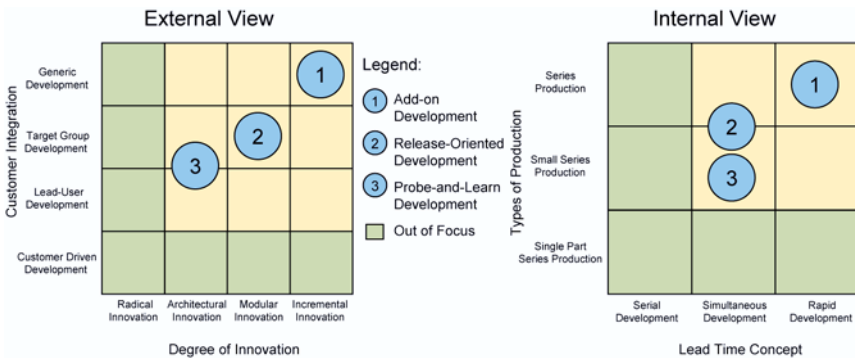 External View
Customer Integration
Generic
Development
Target Group
Development
Lead-User
Development
Customer Driven
Development
1
2
3
Radical
Innovation
Architectural
Innovation
Modular
Innovation
Incremental
Innovation
Degree of Innovation
Legend:
1 Add-on
Development
2 Release-Oriented
Development
3 Probe-and-Learn
Development
Out of Focus
Internal View
Types of Production
Series
Production
Small Series
Production
Single Part
Series Production
1
2
3
Serial
Development
Simultaneous
Development
Rapid
Development
Lead Time Concept